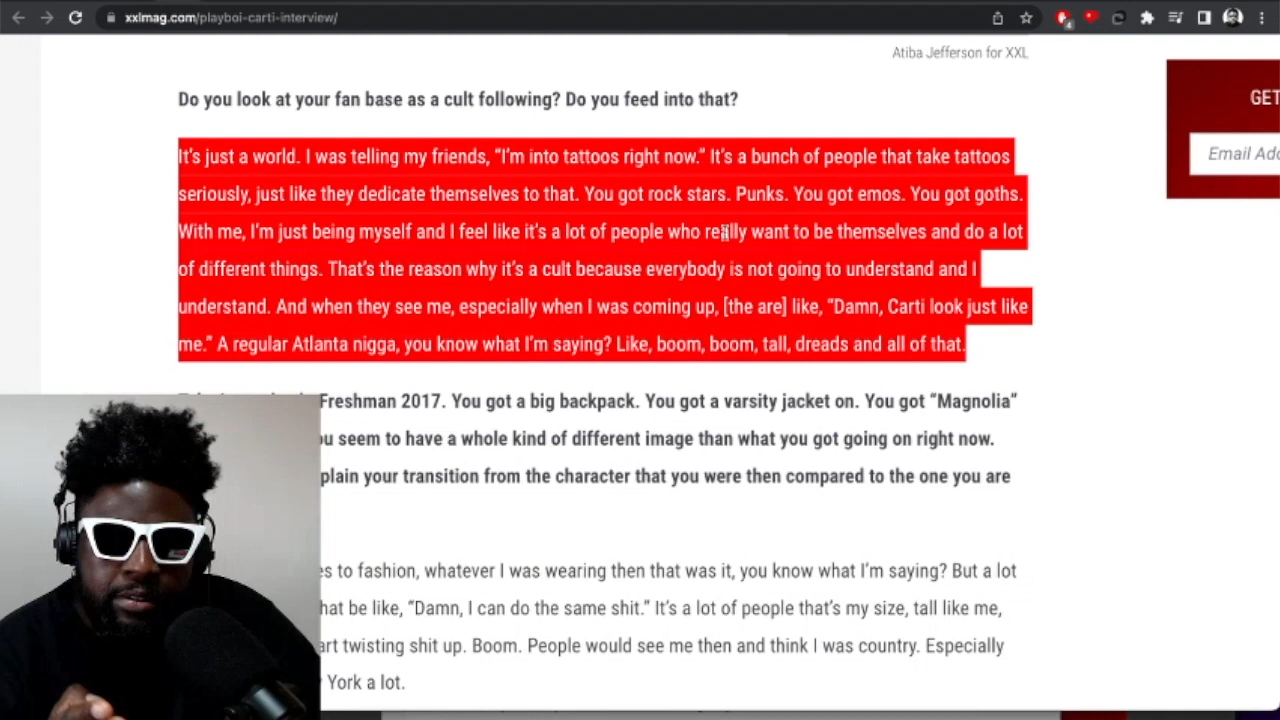 xxlmag.com/playboi-carti-interview/
4
Atiba Jefferson for XXL
GET
Do you look at your fan base as a cult following? Do you feed into that?
Email Add
It's just a world. I was telling my friends, “I'm into tattoos right now.” It's a bunch of people that take tattoos
seriously, just like they dedicate themselves to that. You got rock stars. Punks. You got emos. You got goths.
With me, I'm just being myself and I feel like it's a lot of people who really want to be themselves and do a lot
of different things. That's the reason why it's a cult because everybody is not going to understand and I
understand. And when they see me, especially when I was coming up, [the are] like, “Damn, Carti look just like
me.” A regular Atlanta nigga, you know what I'm saying? Like, boom, boom, tall, dreads and all of that.
Freshman 2017. You got a big backpack. You got a varsity jacket on. You got “Magnolia”
u seem to have a whole kind of different image than what you got going on right now.
plain your transition from the character that you were then compared to the one you are
es to fashion, whatever I was wearing then that was it, you know what I'm saying? But a lot
hat be like, “Damn, I can do the same shit.” It's a lot of people that's my size, tall like me,
art twisting shit up. Boom. People would see me then and think I was country. Especially
York a lot.